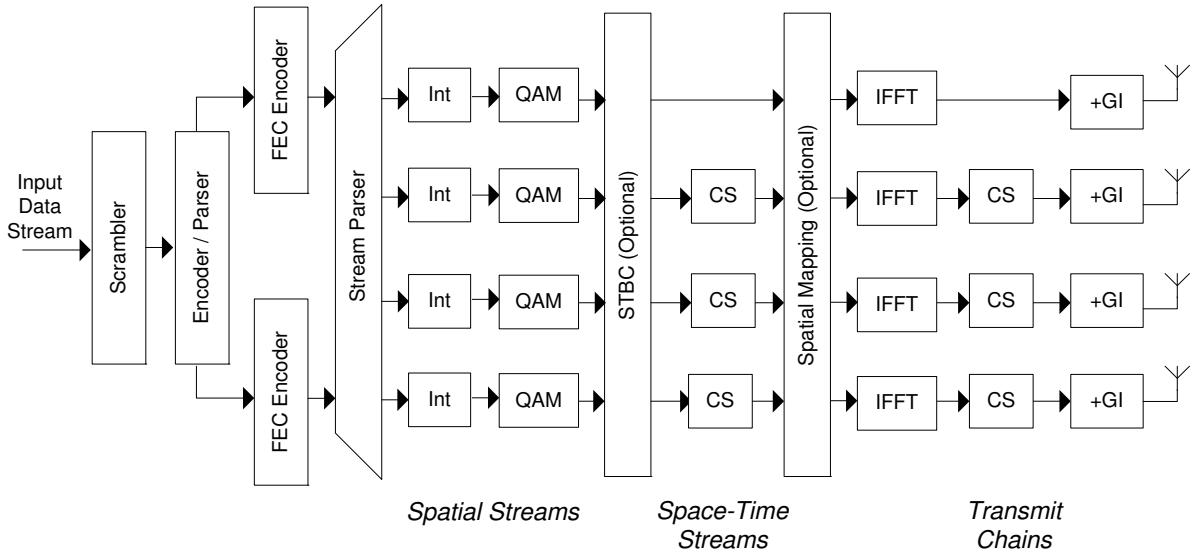 Input
Data
Stream
Scrambler
Encoder / Parser
FEC Encoder
FEC Encoder
Stream Parser
Int
QAM
Int
QAM
Int
QAM
Int
QAM
STBC (Optional)
CS
CS
CS
Spatial Mapping (Optional)
IFFT
+GI
IFFT
CS
+GI
IFFT
CS
+GI
IFFT
CS
+GI
Spatial Streams
Space-Time
Streams
Transmit
Chains